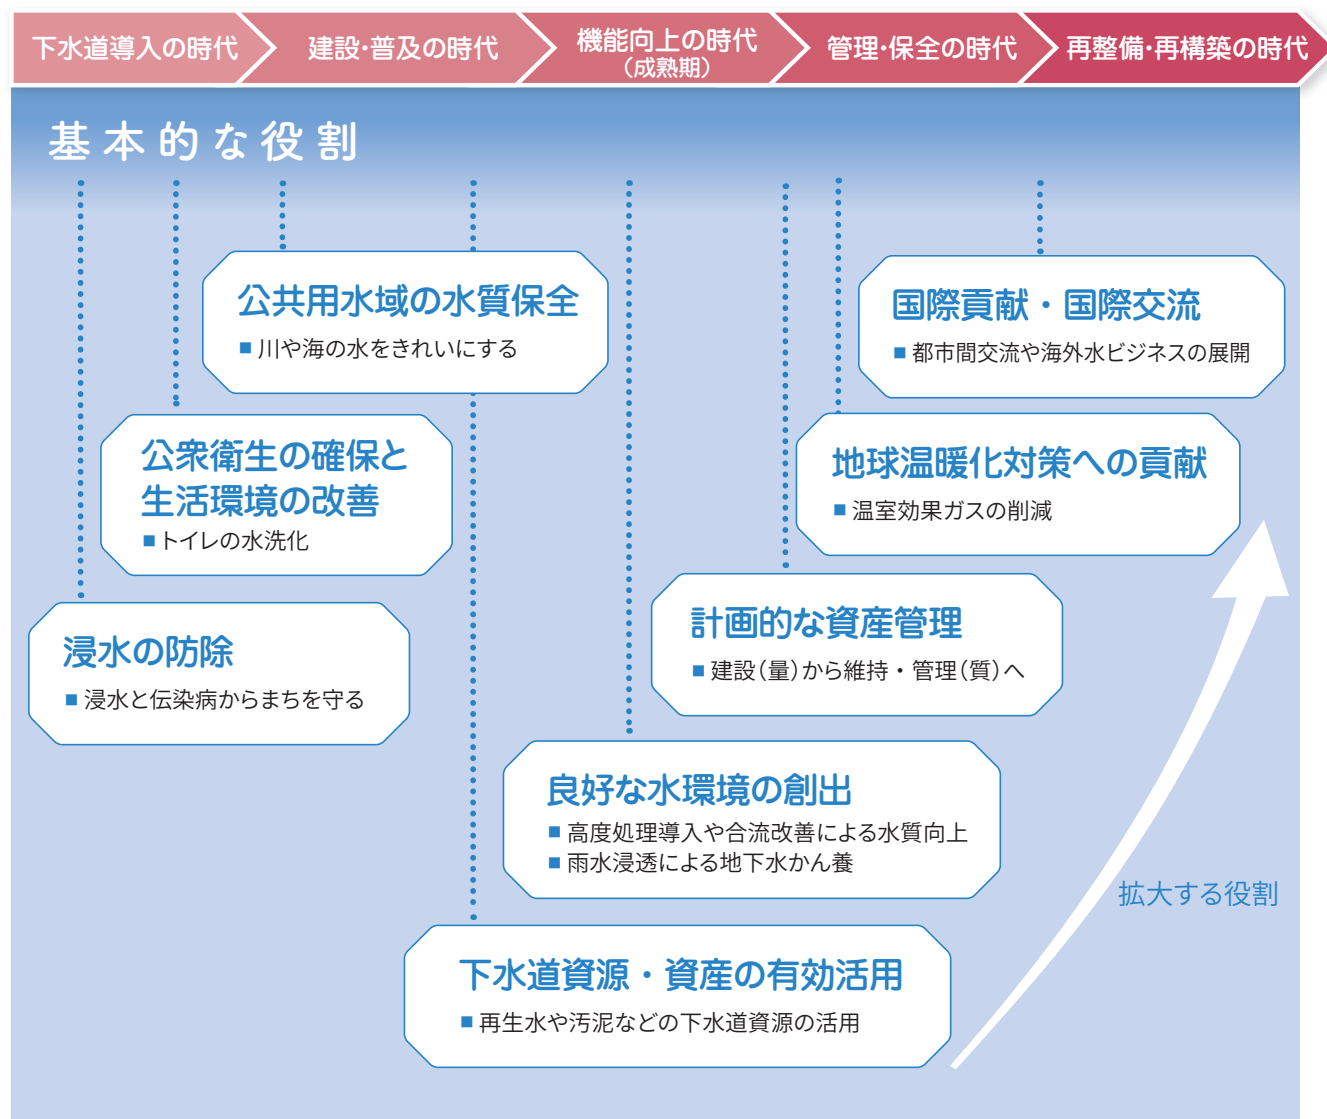 下水道導入の時代
建設・普及の時代
機能向上の時代
（成熟期）
管理・保全の時代
再整備・再構築の時代
基本的な役割
公共用水域の水質保全
■ 川や海の水をきれいにする
国際貢献・国際交流
■ 都市間交流や海外水ビジネスの展開
公衆衛生の確保と
生活環境の改善
■ トイレの水洗化
地球温暖化対策への貢献
■ 温室効果ガスの削減
浸水の防除
■ 浸水と伝染病からまちを守る
計画的な資産管理
■ 建設（量）から維持・管理（質）へ
良好な水環境の創出
■ 高度処理導入や合流改善による水質向上
■ 雨水浸透による地下水かん養
拡大する役割
下水道資源・資産の有効活用
■ 再生水や汚泥などの下水道資源の活用